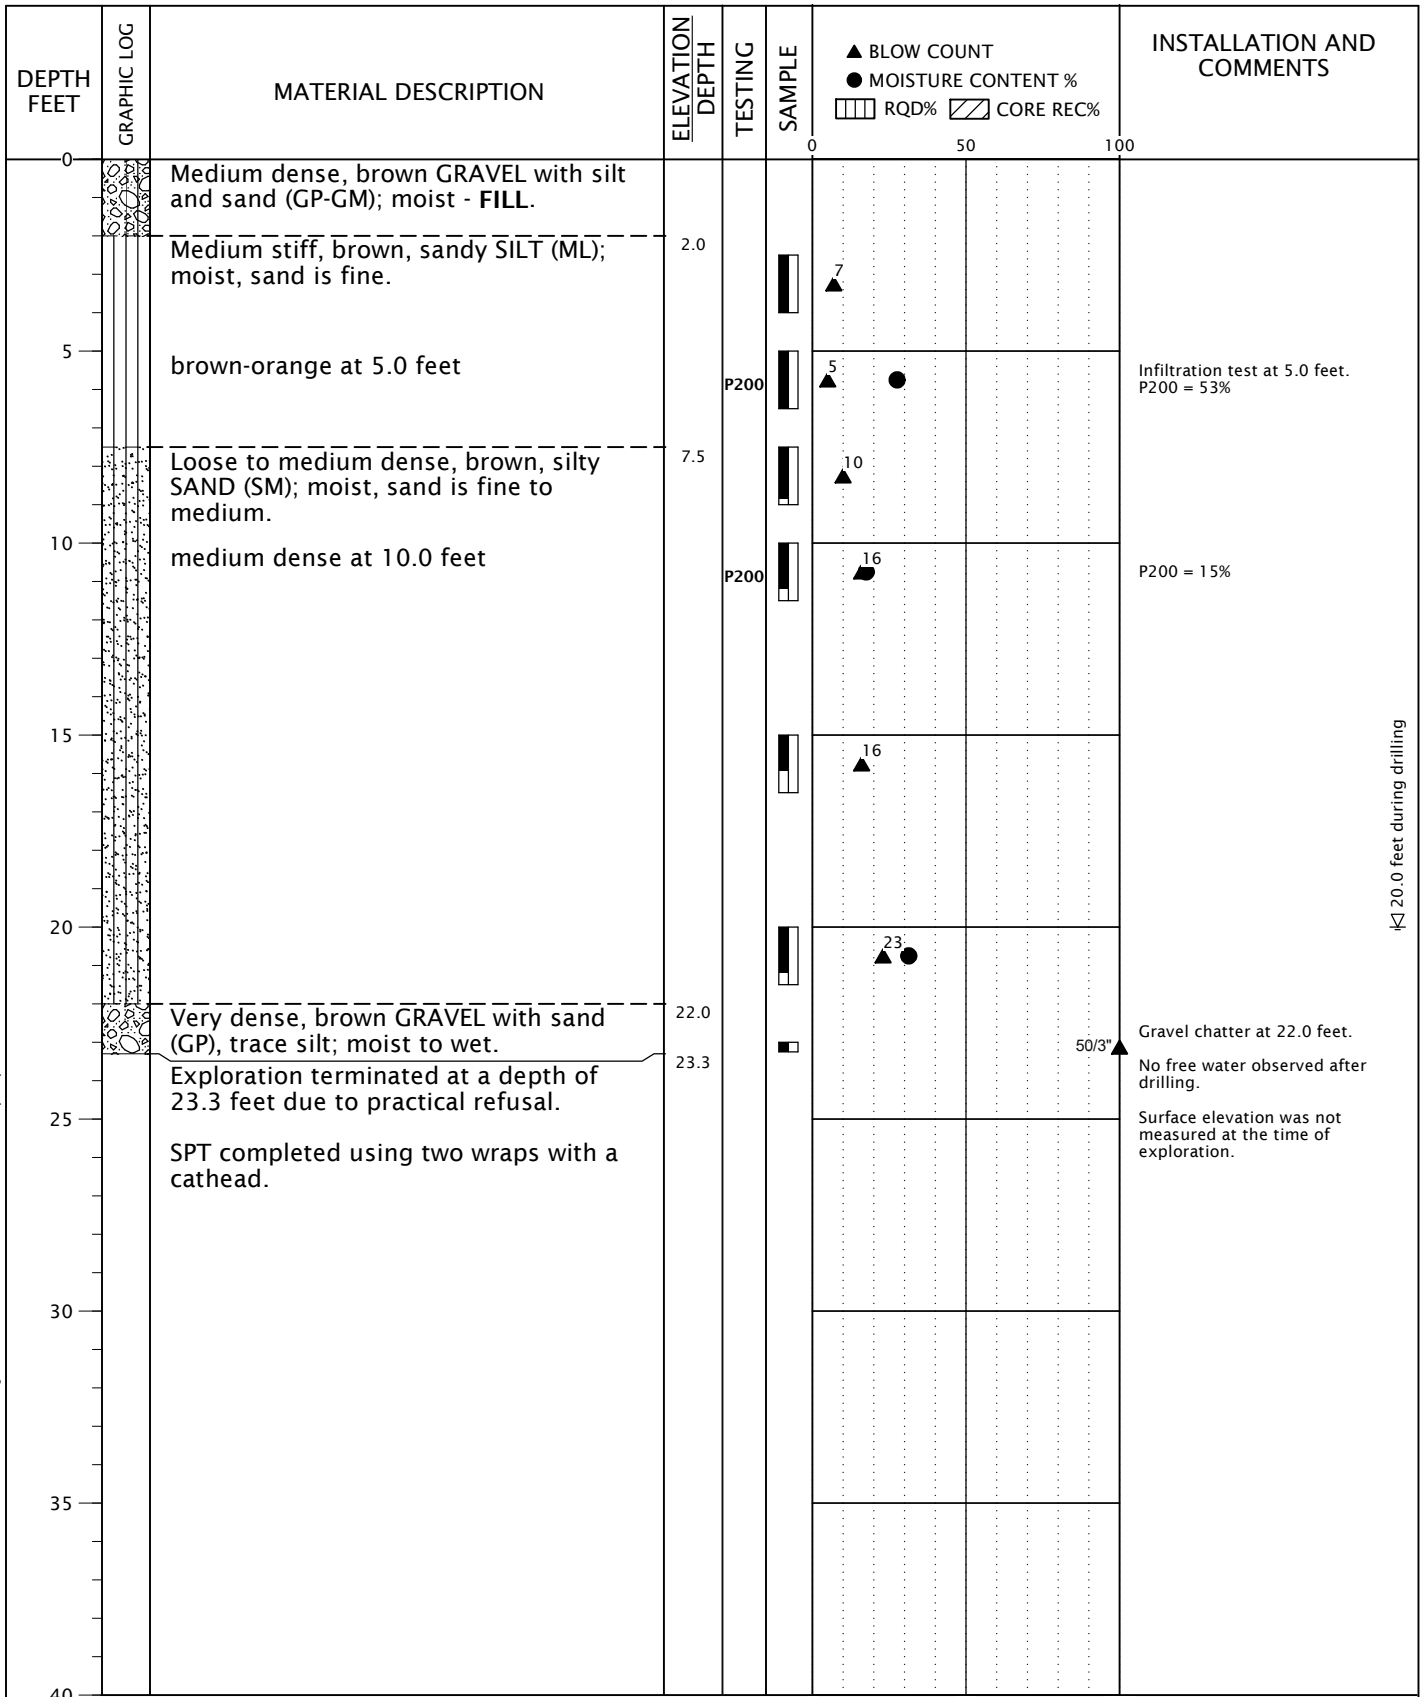 DEPTH
FEET
GRAPHIC LOG
MATERIAL DESCRIPTION
ELEVATION
DEPTH
TESTING
SAMPLE
▲ BLOW COUNT
● MOISTURE CONTENT %
RQD% CORE REC%
0 50 100
INSTALLATION AND
COMMENTS
0
Medium dense, brown GRAVEL with silt
and sand (GP-GM); moist - FILL.
Medium stiff, brown, sandy SILT (ML);
moist, sand is fine.
2.0
7
5
brown-orange at 5.0 feet
P200
5
Infiltration test at 5.0 feet.
P200 = 53%
Loose to medium dense, brown, silty
SAND (SM); moist, sand is fine to
medium.
7.5
10
10
medium dense at 10.0 feet
P200
16
P200 = 15%
15
16
20.0 feet during drilling
20
23
Very dense, brown GRAVEL with sand
(GP), trace silt; moist to wet.
22.0
50/3"
Gravel chatter at 22.0 feet.
No free water observed after
drilling.
Surface elevation was not
measured at the time of
exploration.
23.3
Exploration terminated at a depth of
23.3 feet due to practical refusal.
25
SPT completed using two wraps with a
cathead.
30
35
40